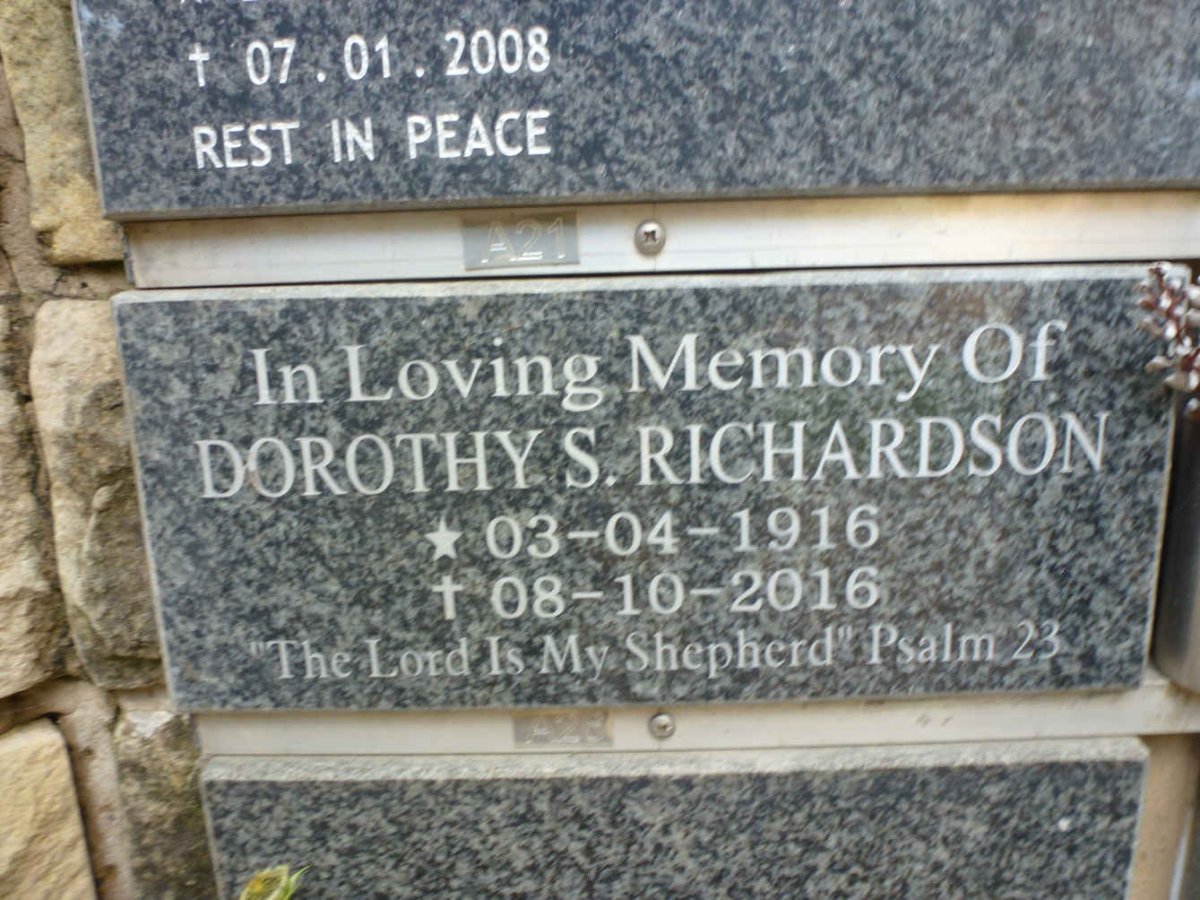 † 07.01.2008
REST IN PEACE
A21
In Loving Memory Of
DOROTHY S. RICHARDSON
★ 03-04-1916
† 08-10-2016
"The Lord Is My Shepherd" Psalm 23